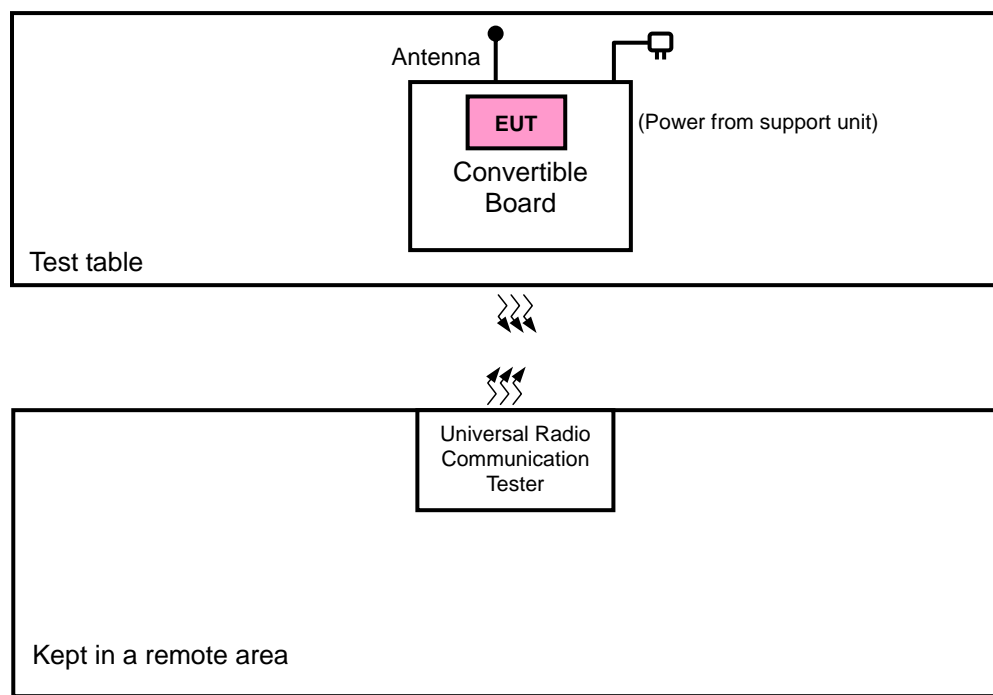 Antenna
EUT
(Power from support unit)
Convertible
Board
Test table
Universal Radio
Communication
Tester
Kept in a remote area